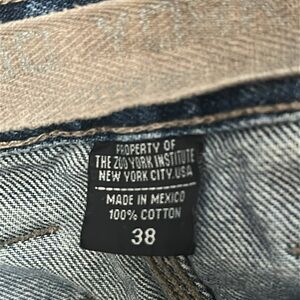 PROPERTY OF
THE ZOO YORK INSTITUTE
NEW YORK CITY.USA
MADE IN MEXICO
100% COTTON
38